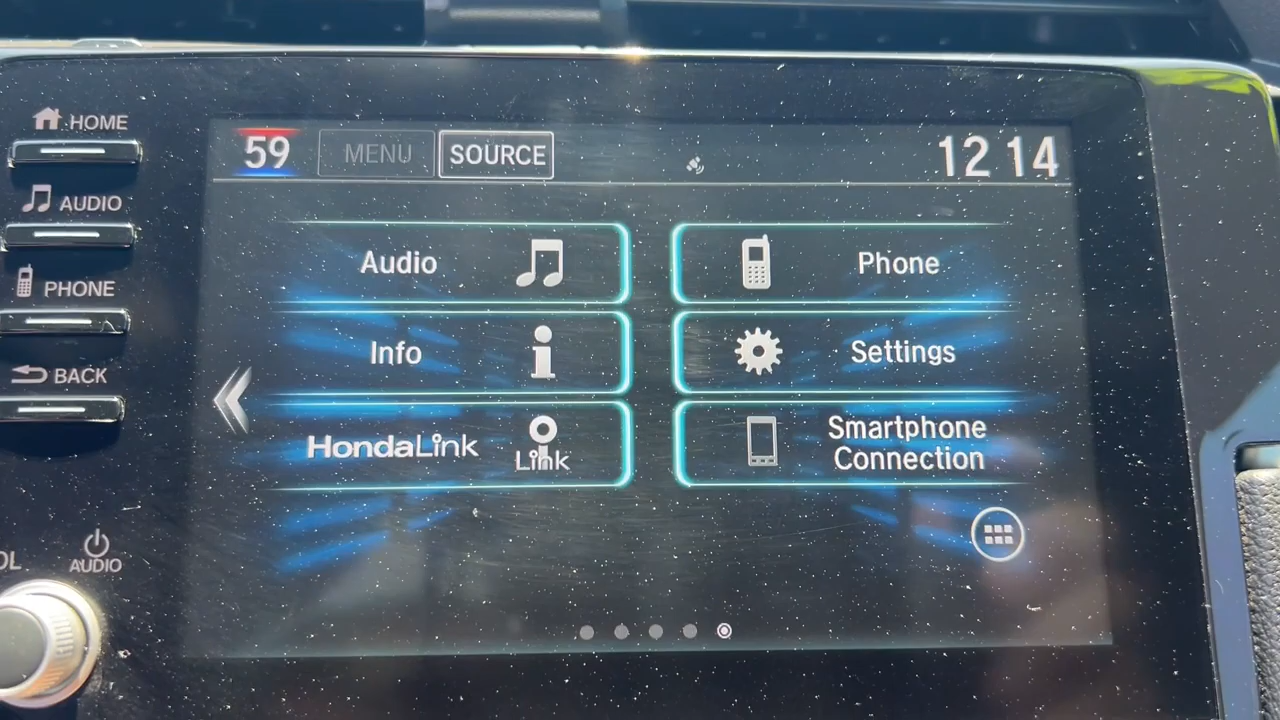 HOME
AUDIO
PHONE
BACK
AUDIO
59
MENU
SOURCE
12 14
Audio
Phone
Info
Settings
HondaLink
Link
Smartphone
Connection